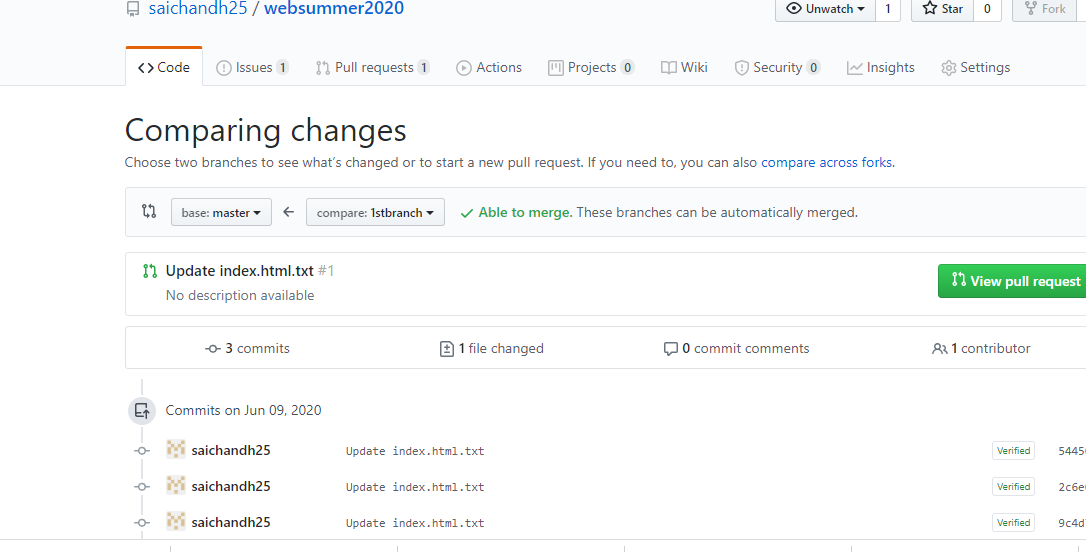 saichandh25 / websummer2020
Unwatch 1 Star 0 Fork
Code Issues 1 Pull requests 1 Actions Projects 0 Wiki Security 0 Insights Settings
Comparing changes
Choose two branches to see what's changed or to start a new pull request. If you need to, you can also compare across forks.
base: master compare: 1stbranch Able to merge. These branches can be automatically merged.
Update index.html.txt #1
No description available
View pull request
3 commits 1 file changed 0 commit comments 1 contributor
Commits on Jun 09, 2020
saichandh25 Update index.html.txt Verified 5445
saichandh25 Update index.html.txt Verified 2c6e
saichandh25 Update index.html.txt Verified 9c4d